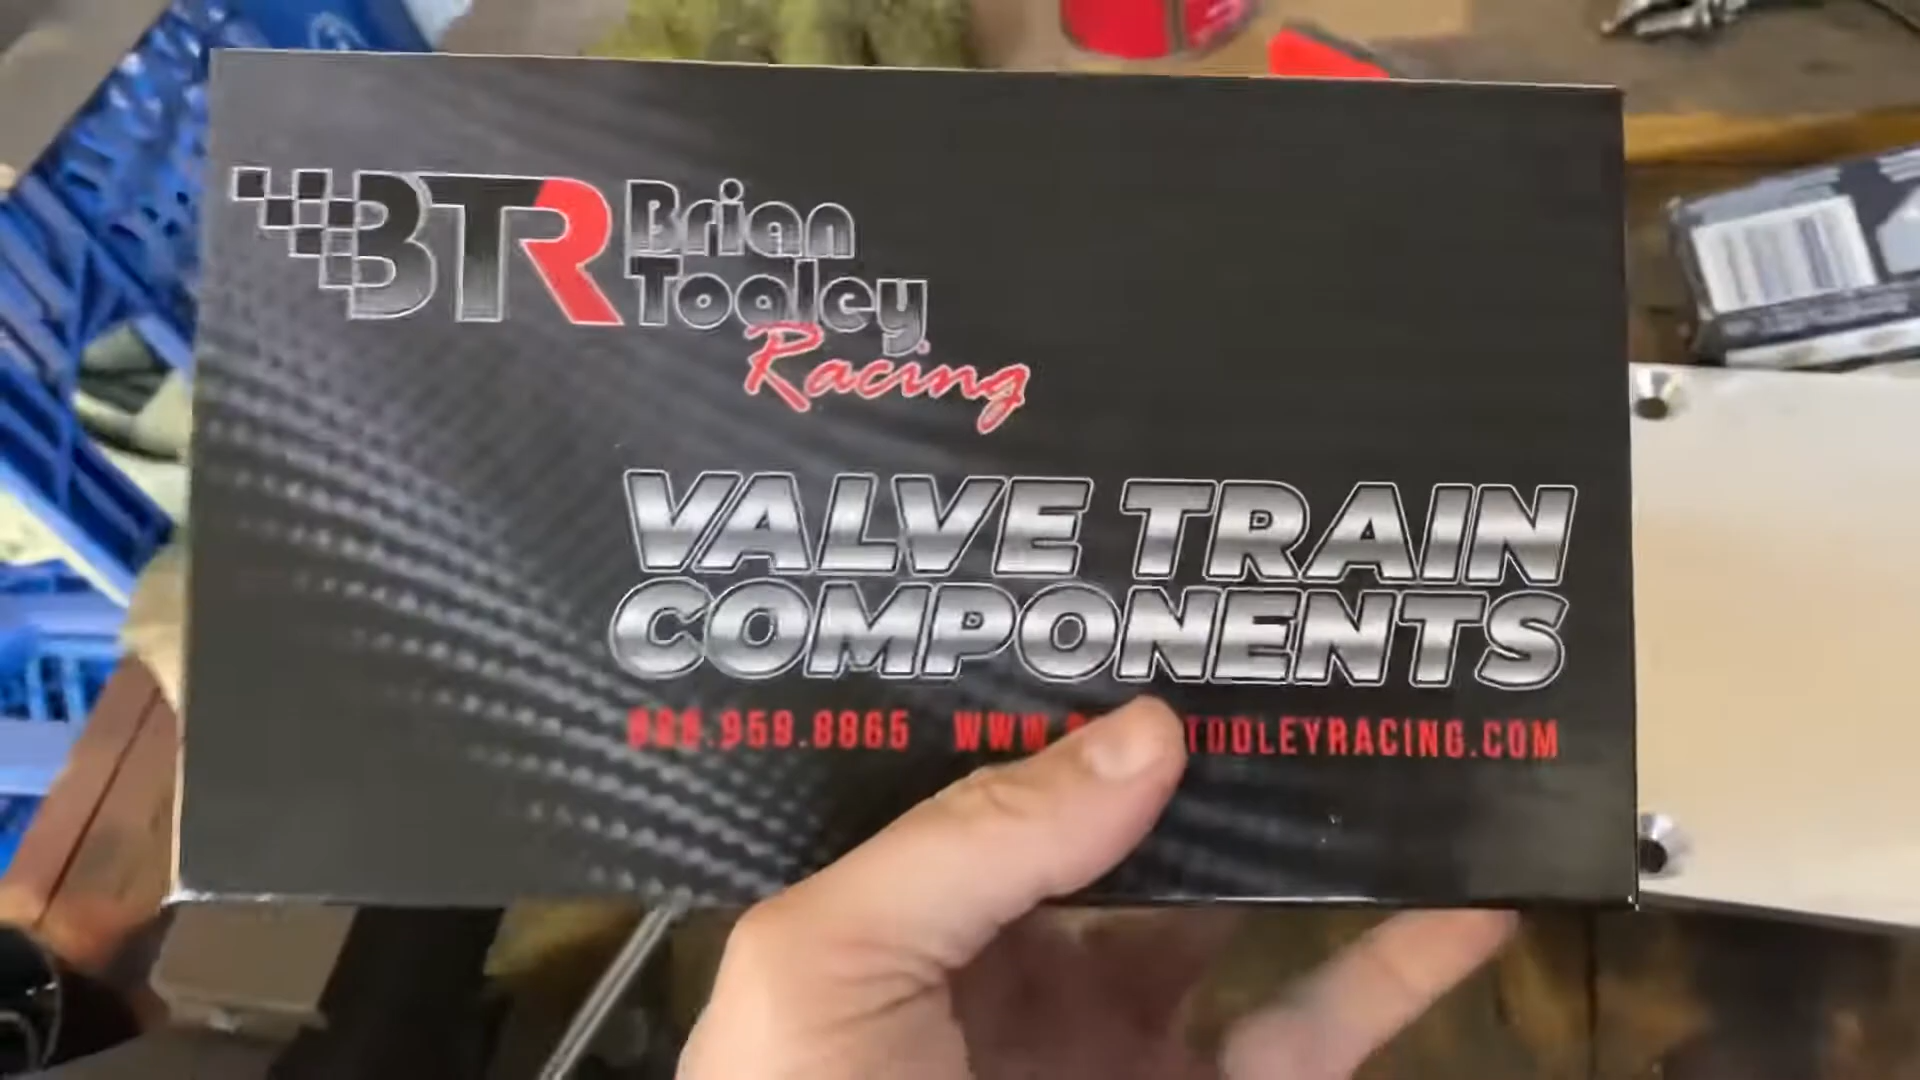 BTR Brian
Tooley
Racing
VALVE TRAIN
COMPONENTS
.959.8865 WWW. TOOLEYRACING.COM